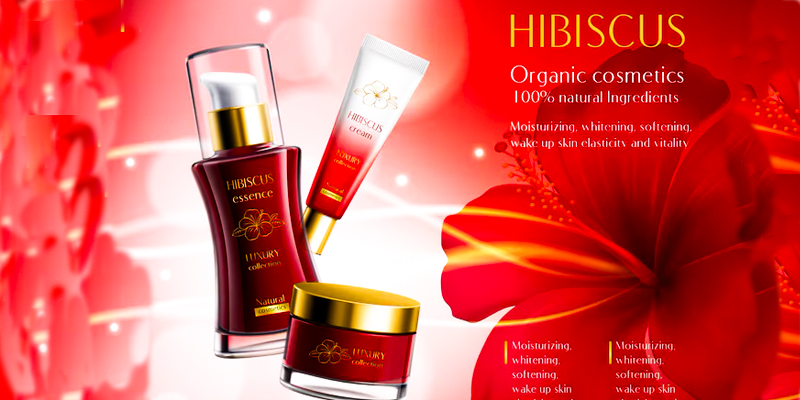 HIBISCUS
Organic cosmetics
100% natural Ingredients
Moisturizing, whitening, softening,
wake up skin elasticity and vitality
HIBISCUS
cream
LUXURY
collection
Natural
HIBISCUS
essence
LUXURY
collection
Natural
cosmetics
LUXURY
collection
Moisturizing,
whitening,
softening,
wake up skin
Moisturizing,
whitening,
softening,
wake up skin